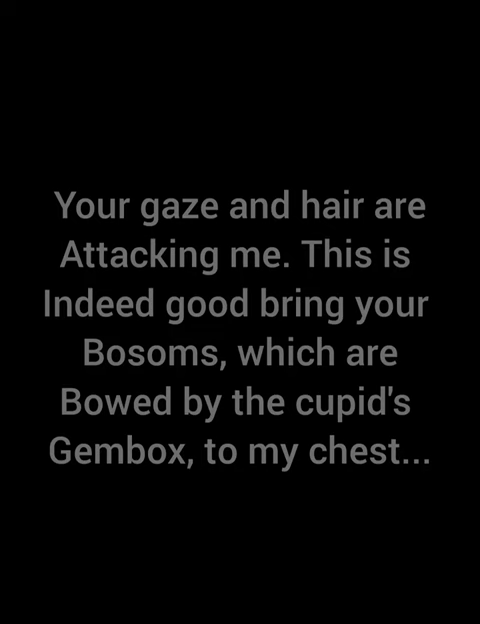 Your gaze and hair are
Attacking me. This is
Indeed good bring your
Bosoms, which are
Bowed by the cupid's
Gembox, to my chest...